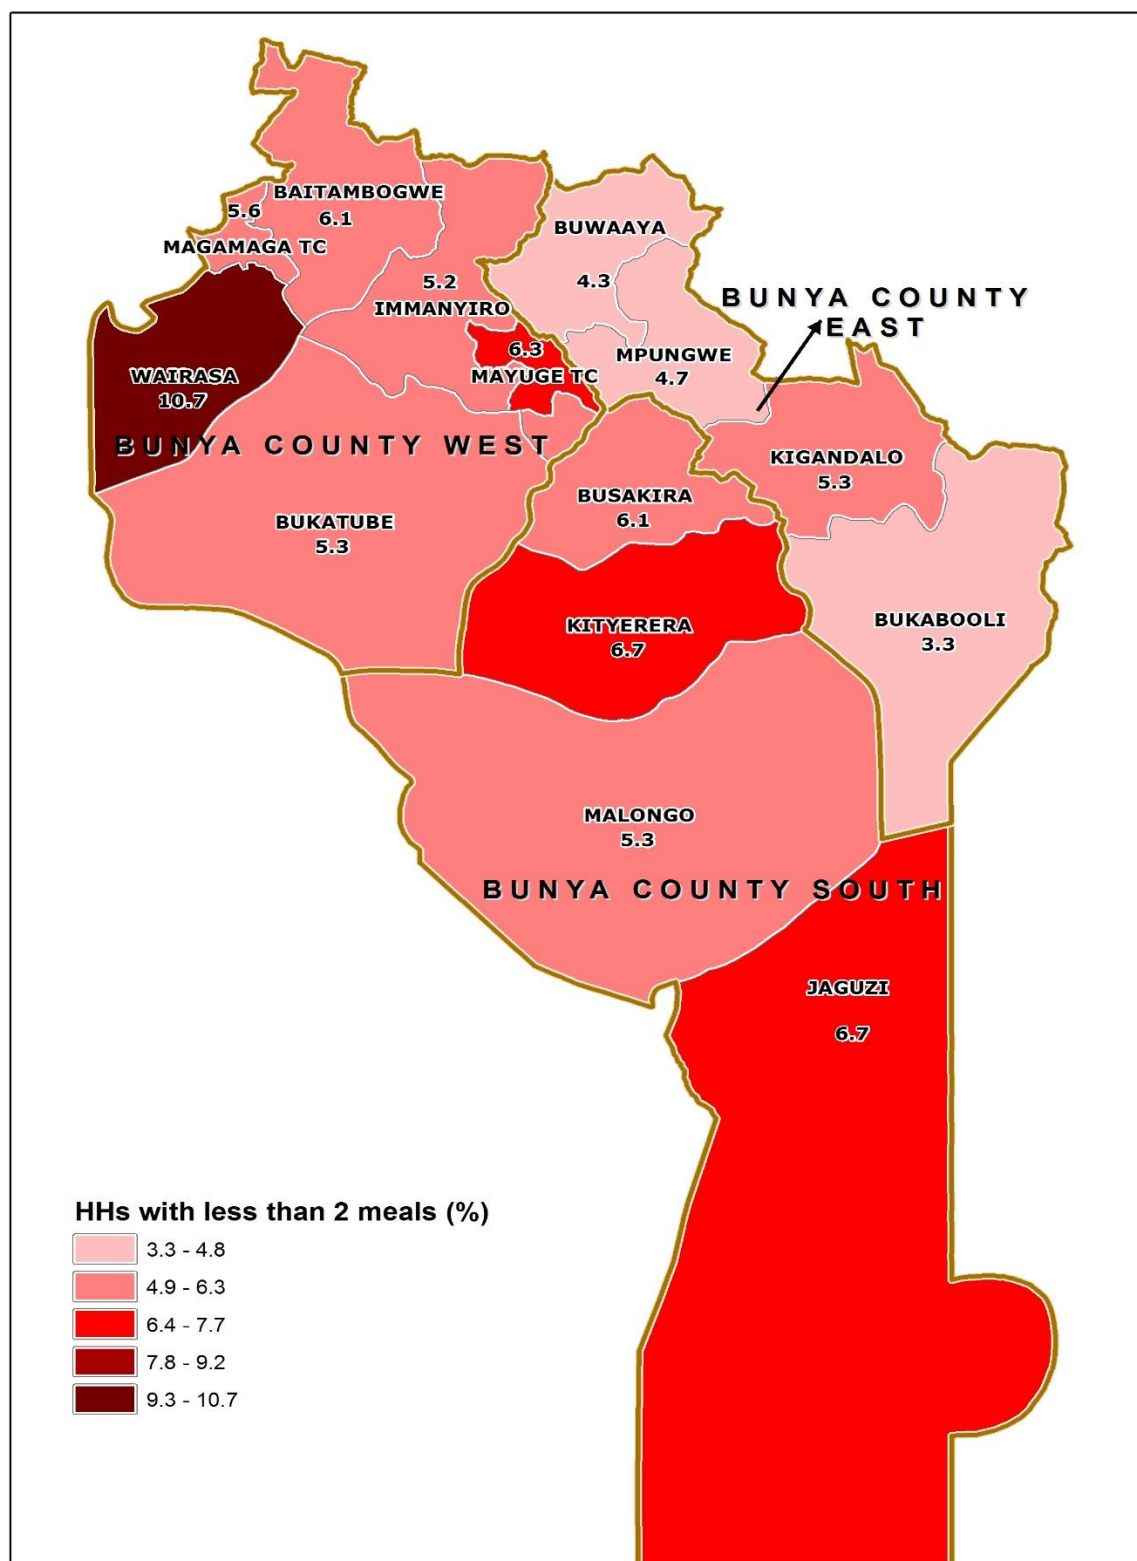 BAITAMBOGWE
6.1
5.6
MAGAMAGA TC
BUWAAYA
4.3
5.2
IMMANYIRO
BUNYA COUNTY
EAST
6.3
MAYUGE TC
MPUNGWE
4.7
WAIRASA
10.7
BUNYA COUNTY WEST
KIGANDALO
5.3
BUSAKIRA
6.1
BUKATUBE
5.3
KITYERERA
6.7
BUKABOOLI
3.3
MALONGO
5.3
BUNYA COUNTY SOUTH
JAGUZI
6.7
HHs with less than 2 meals (%)
3.3 - 4.8
4.9 - 6.3
6.4 - 7.7
7.8 - 9.2
9.3 - 10.7